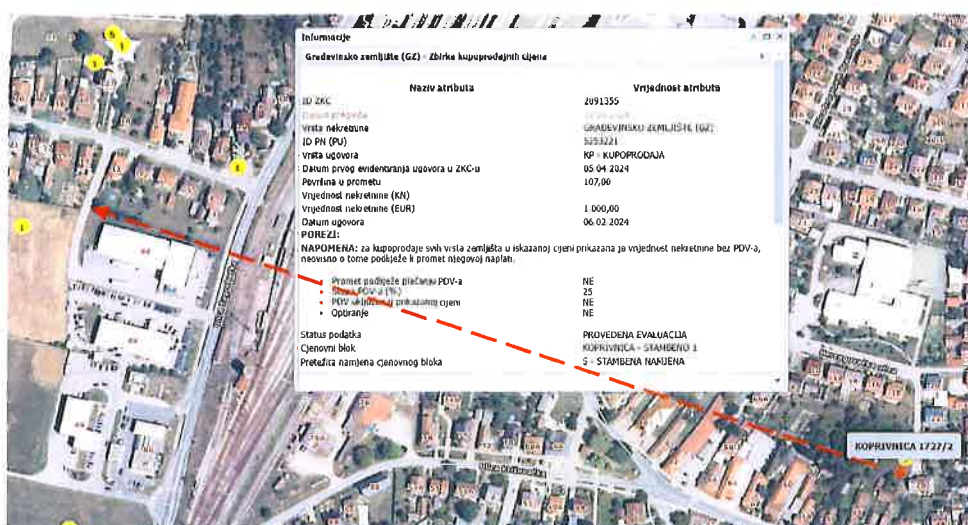 Informacije
Građevinsko zemljište (GZ) - Zbirka kupoprodajnih cijena
Naziv atributa Vrijednost atributa
ID ZKC 2091355
Vrsta nekretnine GRAĐEVINSKO ZEMLJIŠTE (GZ)
ID PN (PU) 5253221
Vrsta ugovora KP - KUPOPRODAJA
Datum prvog evidentiranja ugovora u ZKC-u 05.04.2024
Površina u prometu 107,00
Vrijednost nekretnine (KN)
Vrijednost nekretnine (EUR) 1.000,00
Datum ugovora 06.02.2024
POREZI:
NAPOMENA: za kupoprodaje svih vrsta zemljišta u iskazanoj cijeni prikazana je vrijednost nekretnine bez PDV-a,
neovisno o tome podliježe li promet njegovoj naplati.
Promet podliježe plaćanju PDV-a NE
Stopa PDV-a (%) 25
PDV uključen u prikazanoj cijeni NE
Optiranje NE
Status podatka PROVEDENA EVALUACIJA
Cjenovni blok KOPRIVNICA - STAMBENO 1
Pretežita namjena cjenovnog bloka S - STAMBENA NAMJENA
KOPRIVNICA 1727/2